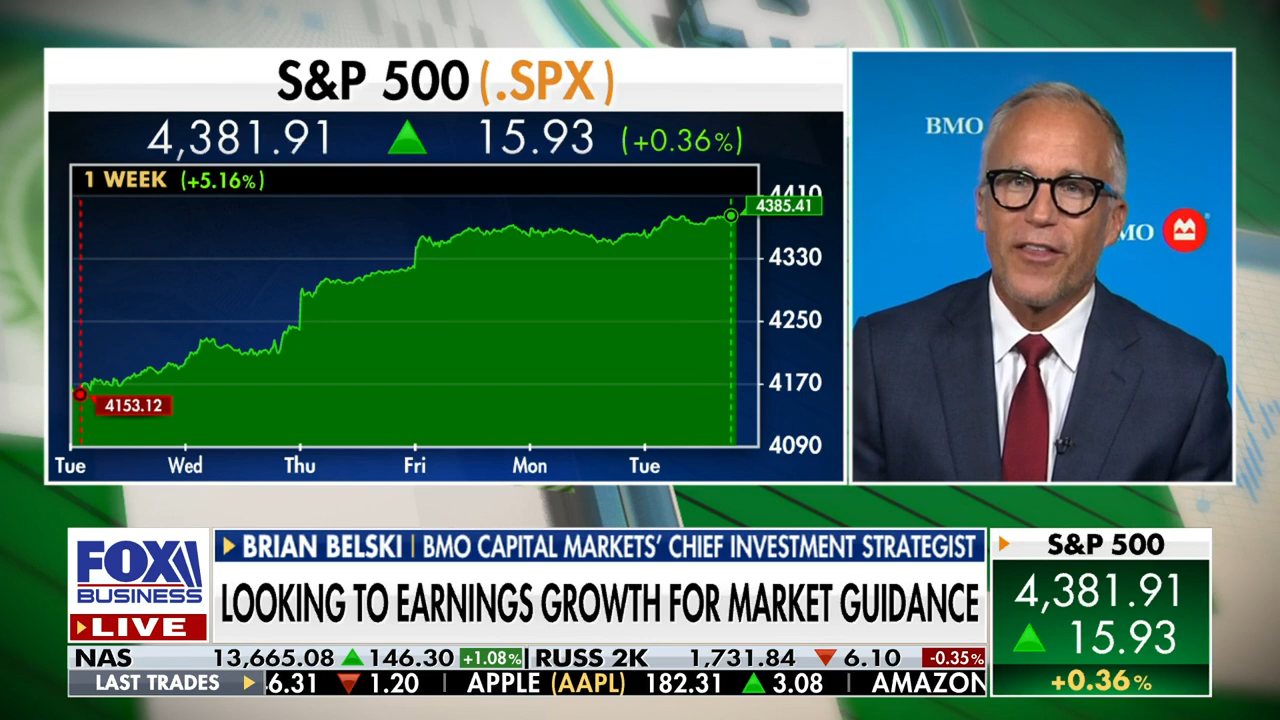 S&P 500 (.SPX)
4,381.91 ▲ 15.93 (+0.36%)
1 WEEK (+5.16%)
4410
4385.41
4330
4250
4170
4153.12
4090
Tue Wed Thu Fri Mon Tue
BMO
MO
FOX
BUSINESS
LIVE
BRIAN BELSKI | BMO CAPITAL MARKETS' CHIEF INVESTMENT STRATEGIST
LOOKING TO EARNINGS GROWTH FOR MARKET GUIDANCE
S&P 500
4,381.91
▲ 15.93
+0.36%
NAS 13,665.08 ▲ 146.30 +1.08% | RUSS 2K 1,731.84 ▼ 6.10 -0.35%
LAST TRADES 6.31 ▼ 1.20 | APPLE (AAPL) 182.31 ▲ 3.08 | AMAZON